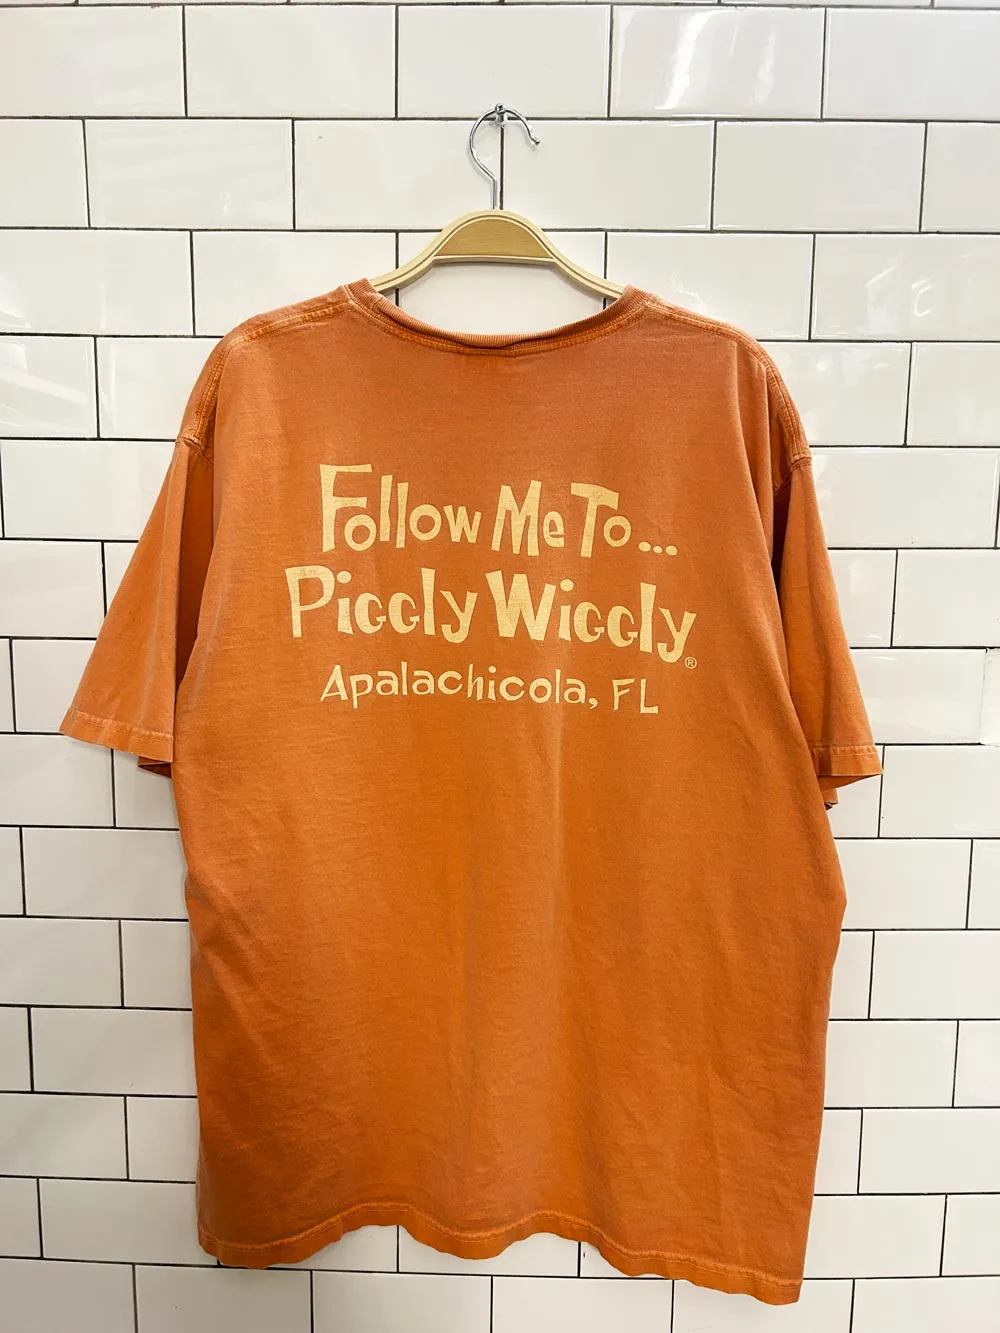 Follow Me To...
Piggly Wiggly®
Apalachicola, FL